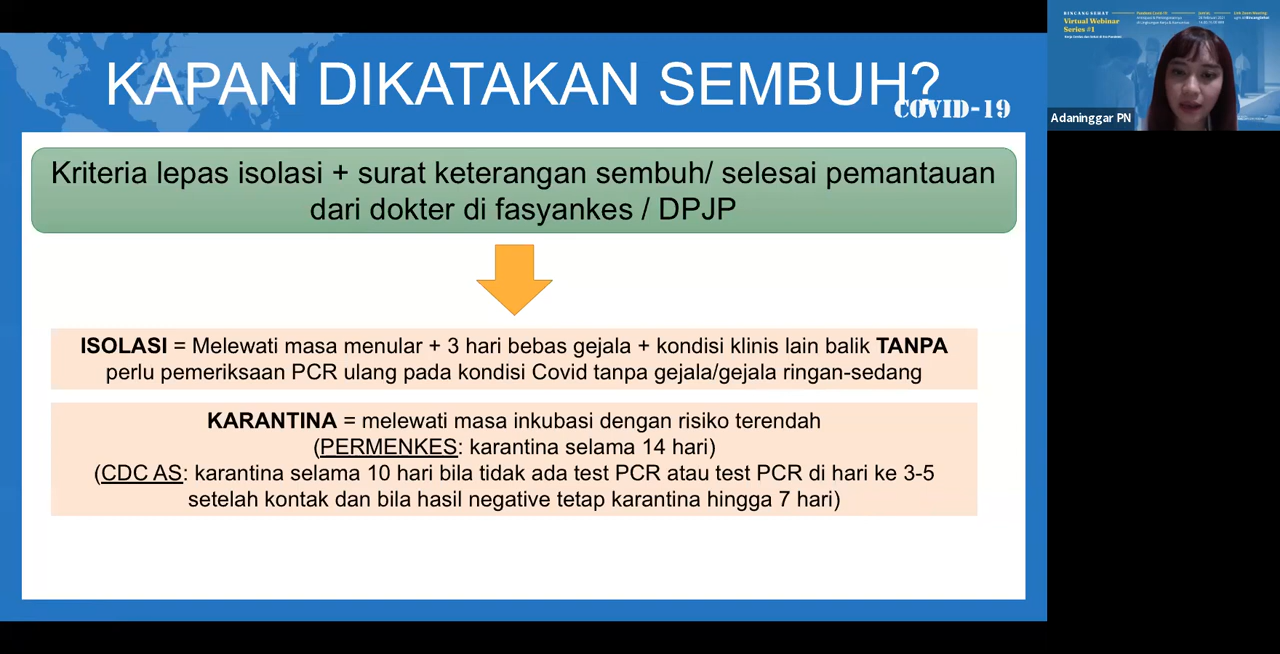 KAPAN DIKATAKAN SEMBUH?
COVID-19
Kriteria lepas isolasi + surat keterangan sembuh/ selesai pemantauan
dari dokter di fasyankes / DPJP
ISOLASI = Melewati masa menular + 3 hari bebas gejala + kondisi klinis lain balik TANPA
perlu pemeriksaan PCR ulang pada kondisi Covid tanpa gejala/gejala ringan-sedang
KARANTINA = melewati masa inkubasi dengan risiko terendah
(PERMENKES: karantina selama 14 hari)
(CDC AS: karantina selama 10 hari bila tidak ada test PCR atau test PCR di hari ke 3-5
setelah kontak dan bila hasil negative tetap karantina hingga 7 hari)
BINCANG SEHAT
Virtual Webinar
Series #1
Adaninggar PN